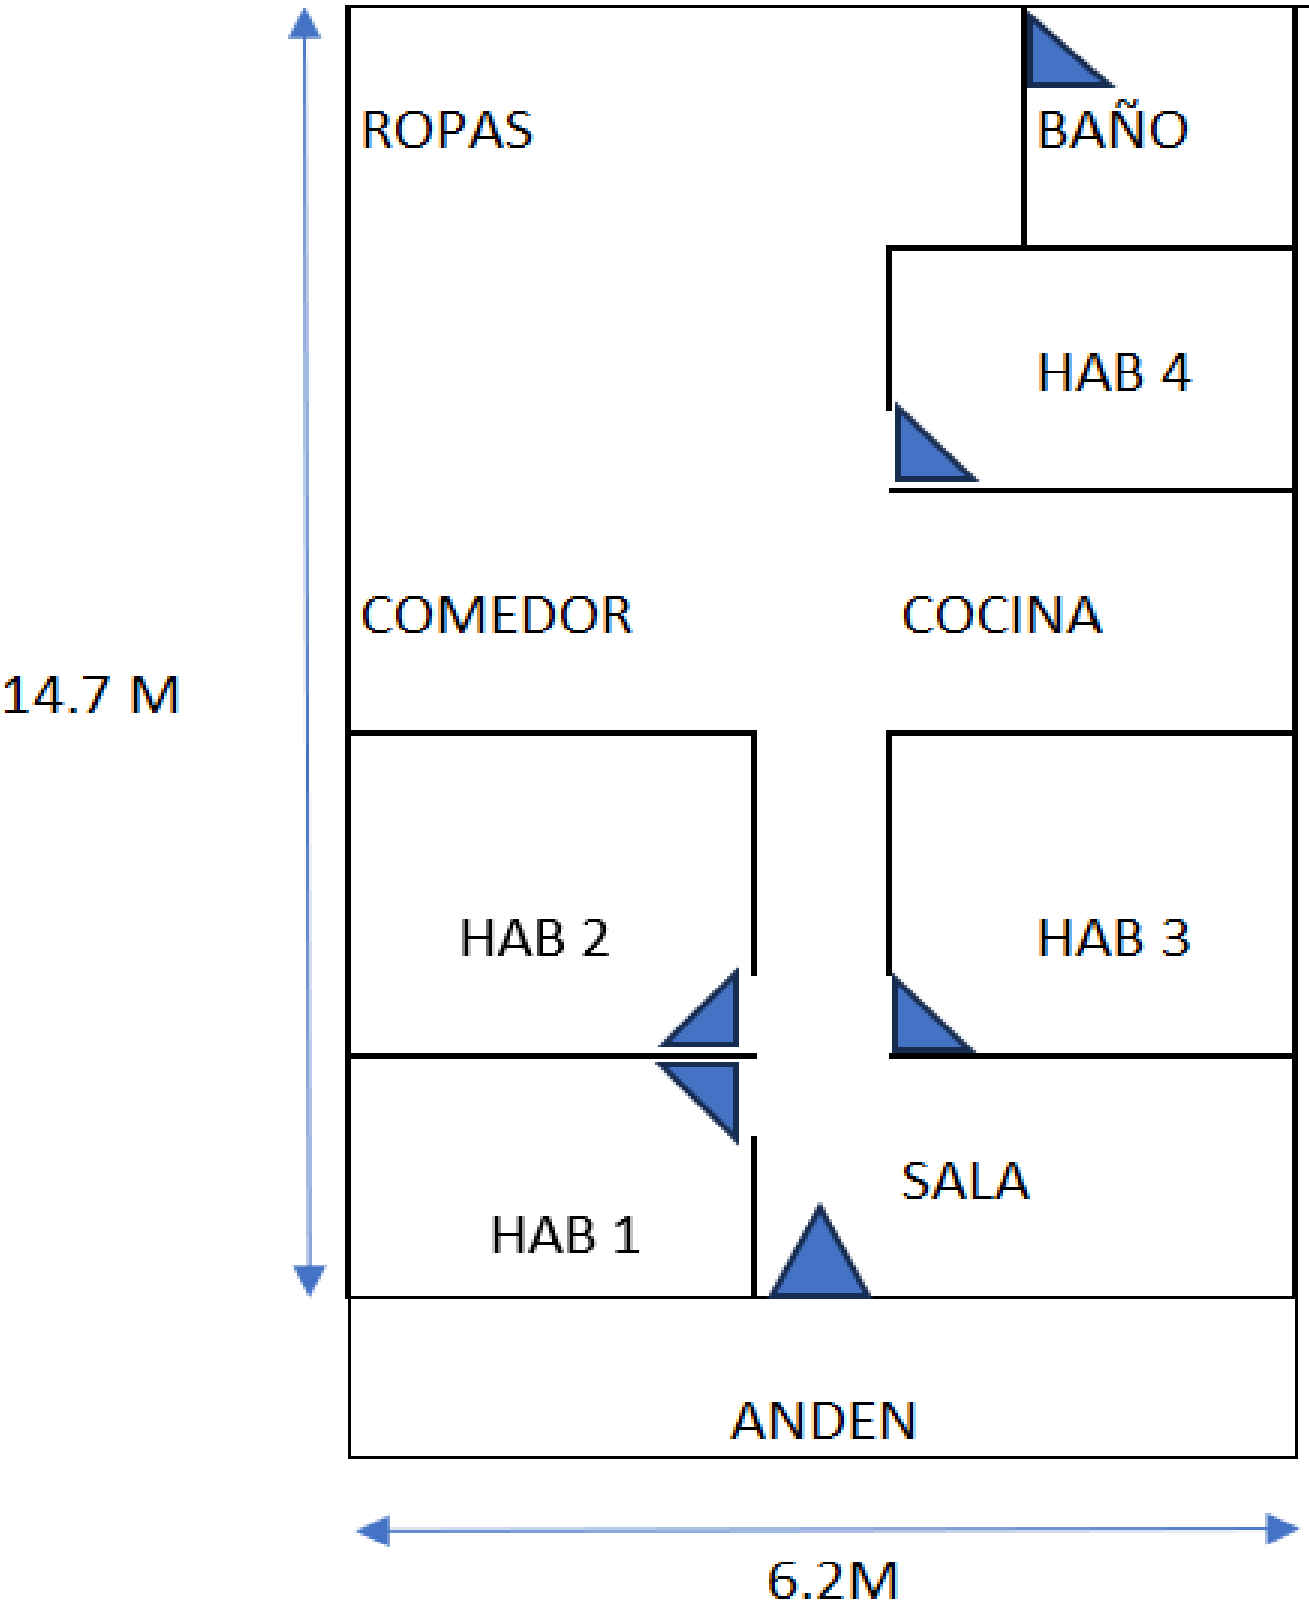 ROPAS
BAÑO
HAB 4
COMEDOR
COCINA
14.7 M
HAB 2
HAB 3
SALA
HAB 1
ANDEN
6.2M